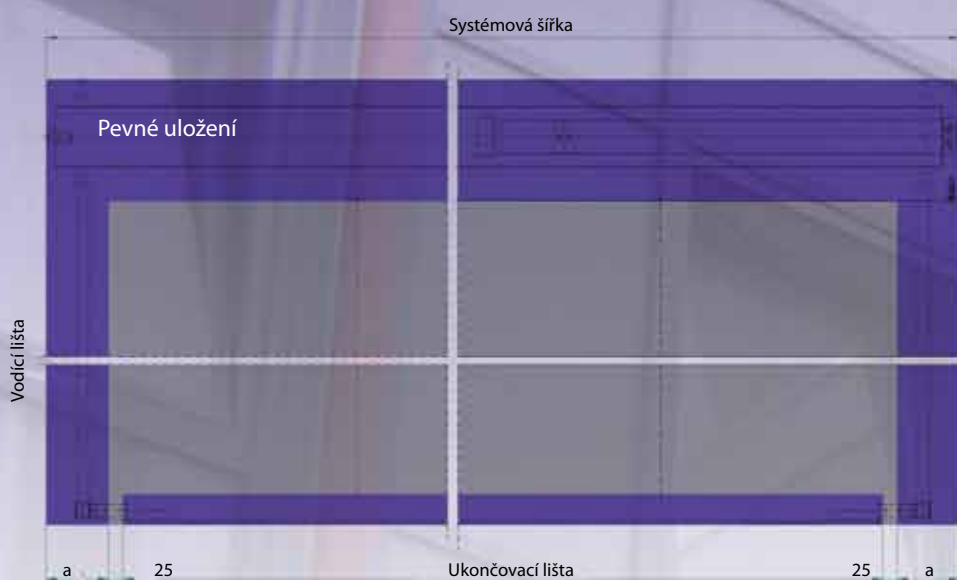 Systémová šířka
Pevné uložení
Vodící lišta
a 25 Ukončovací lišta 25 a